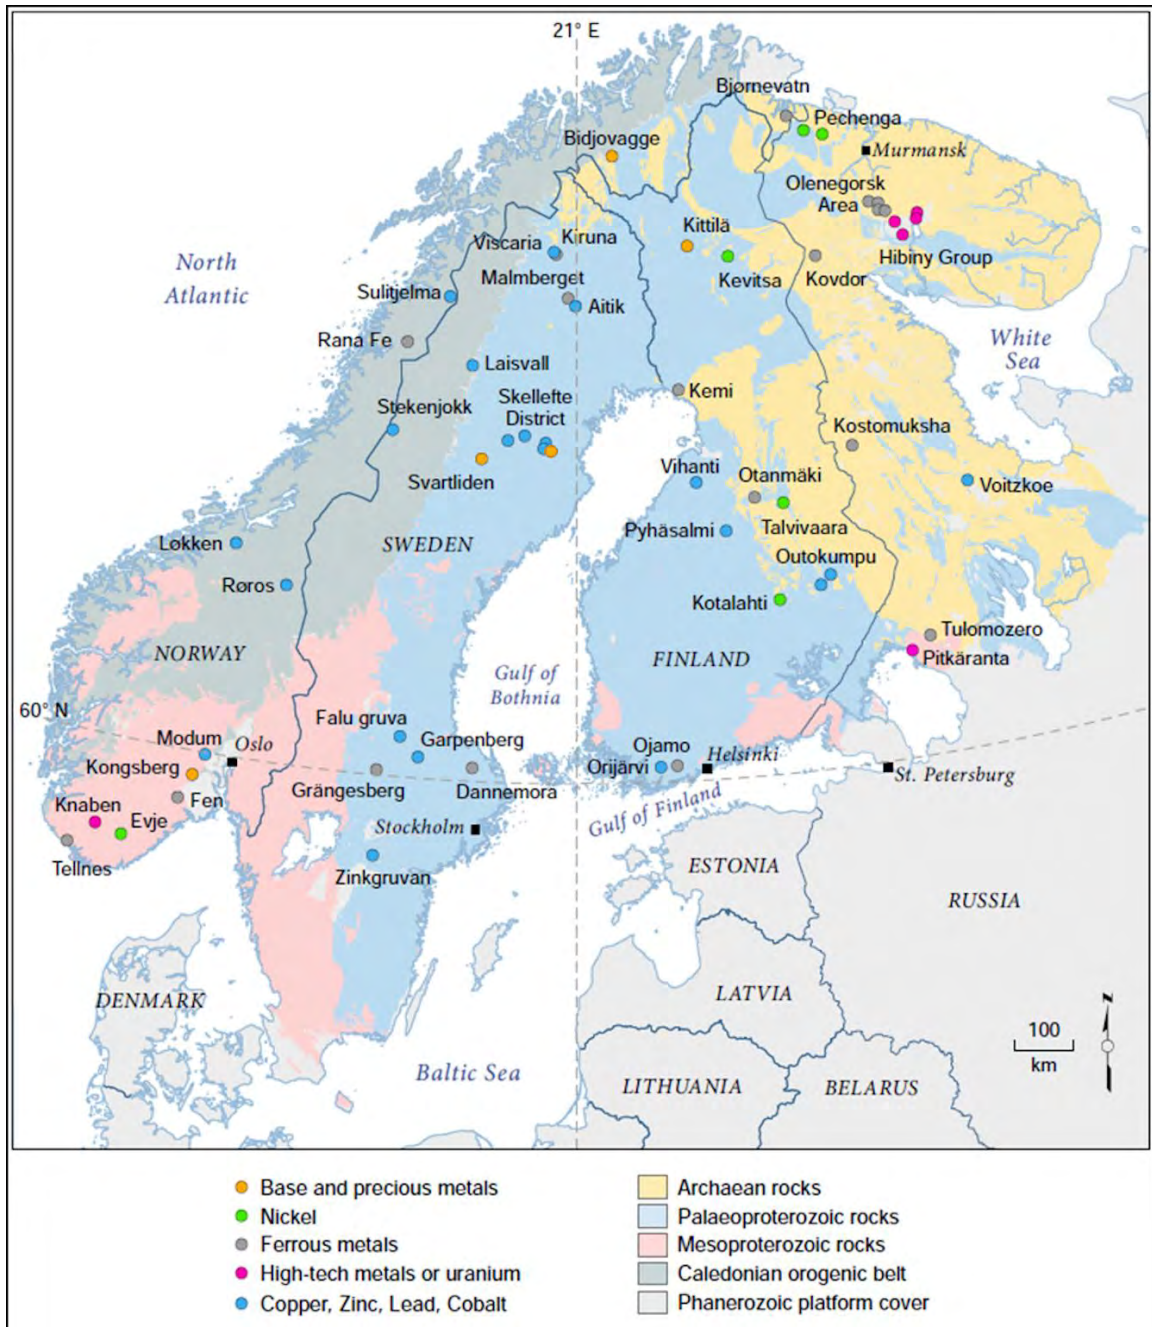 21° E
Bjørnevatn
Pechenga
Bidjovagge
Murmansk
Olenegorsk
Area
Kittilä
Viscaria
Kiruna
Hibiny Group
North
Atlantic
Malmberget
Kevitsa
Kovdor
Sulitjelma
Aitik
Rana Fe
White
Sea
Laisvall
Kemi
Skellefte
District
Stekenjokk
Kostomuksha
Vihanti
Otanmäki
Svartliden
Voitzkoe
Talvivaara
Pyhäsalmi
Løkken
SWEDEN
Outokumpu
Røros
Kotalahti
Tulomozero
NORWAY
FINLAND
Pitkäranta
Gulf of
Bothnia
60° N
Falu gruva
Modum
Oslo
Garpenberg
Ojamo
Helsinki
Kongsberg
Orijärvi
St. Petersburg
Grängesberg
Dannemora
Knaben
Fen
Evje
Gulf of Finland
Stockholm
Tellnes
Zinkgruvan
ESTONIA
RUSSIA
DENMARK
LATVIA
N
100
km
Baltic Sea
LITHUANIA
BELARUS
Base and precious metals
Nickel
Ferrous metals
High-tech metals or uranium
Copper, Zinc, Lead, Cobalt
Archaean rocks
Palaeoproterozoic rocks
Mesoproterozoic rocks
Caledonian orogenic belt
Phanerozoic platform cover